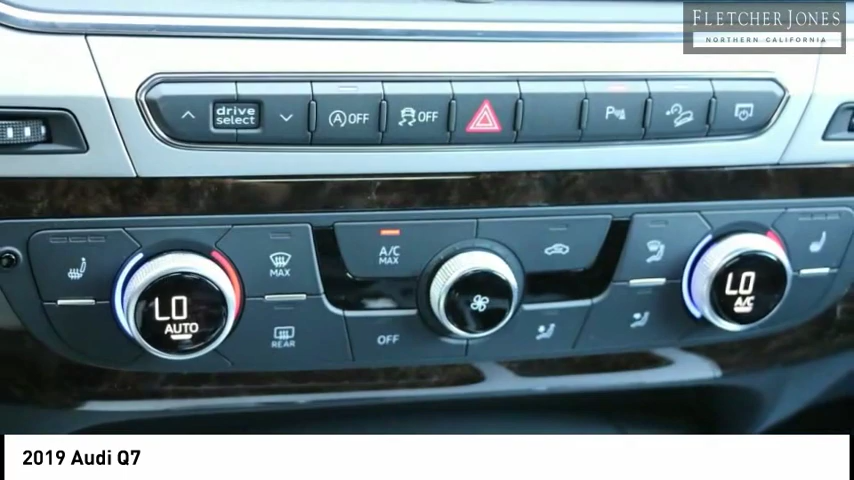 FLETCHER JONES
NORTHERN CALIFORNIA
drive select
A OFF
OFF
P
A/C MAX
MAX
LO AUTO
REAR
OFF
LO A/C
2019 Audi Q7